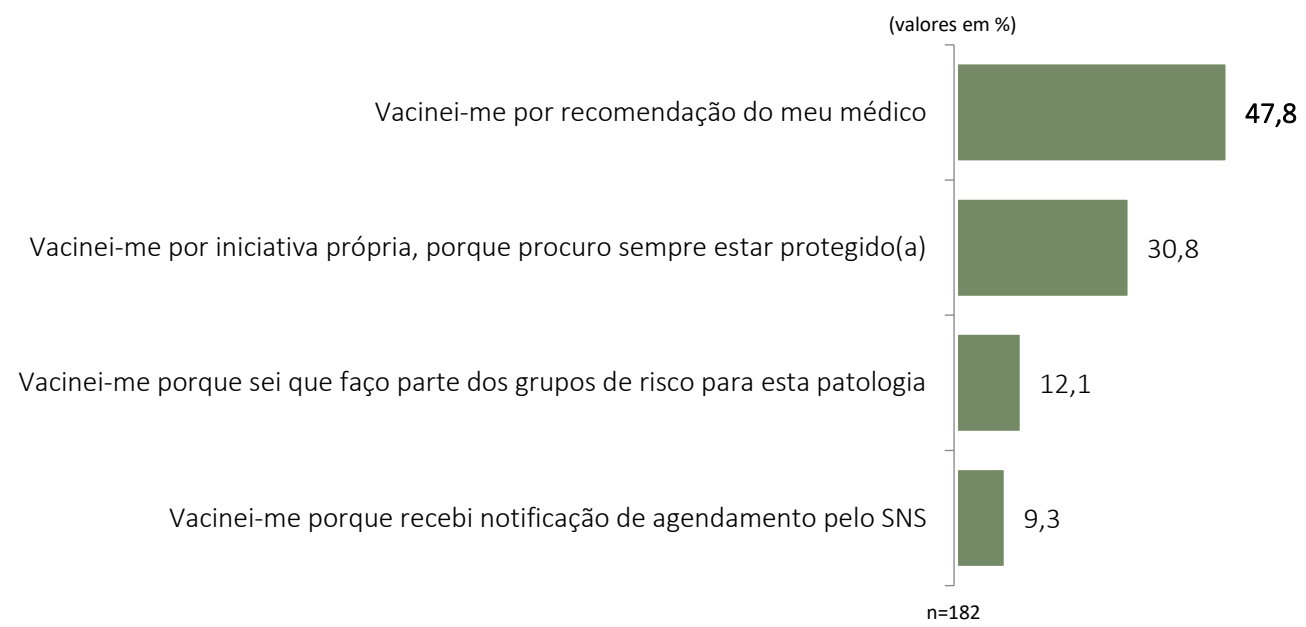 (valores em %)
Vacinei-me por recomendação do meu médico
47,8
Vacinei-me por iniciativa própria, porque procuro sempre estar protegido(a)
30,8
Vacinei-me porque sei que faço parte dos grupos de risco para esta patologia
12,1
Vacinei-me porque recebi notificação de agendamento pelo SNS
9,3
n=182